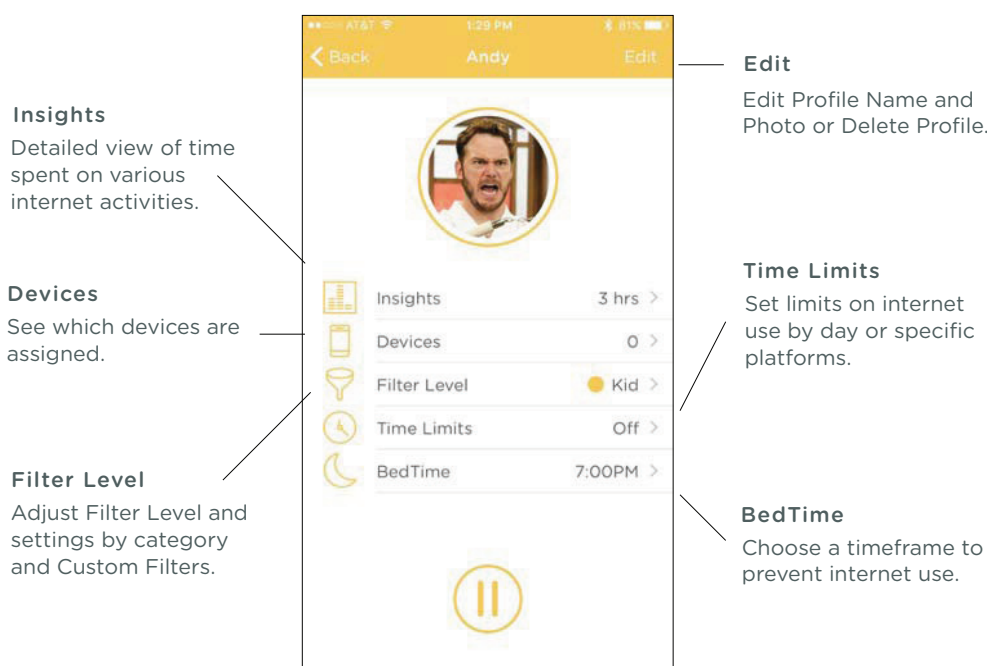 AT&T 1:29 PM 81%
Back Andy Edit
Edit
Edit Profile Name and
Photo or Delete Profile.
Insights
Detailed view of time
spent on various
internet activities.
Devices
See which devices are
assigned.
Filter Level
Adjust Filter Level and
settings by category
and Custom Filters.
Insights 3 hrs
Devices 0
Filter Level Kid
Time Limits Off
BedTime 7:00PM
Time Limits
Set limits on internet
use by day or specific
platforms.
BedTime
Choose a timeframe to
prevent internet use.